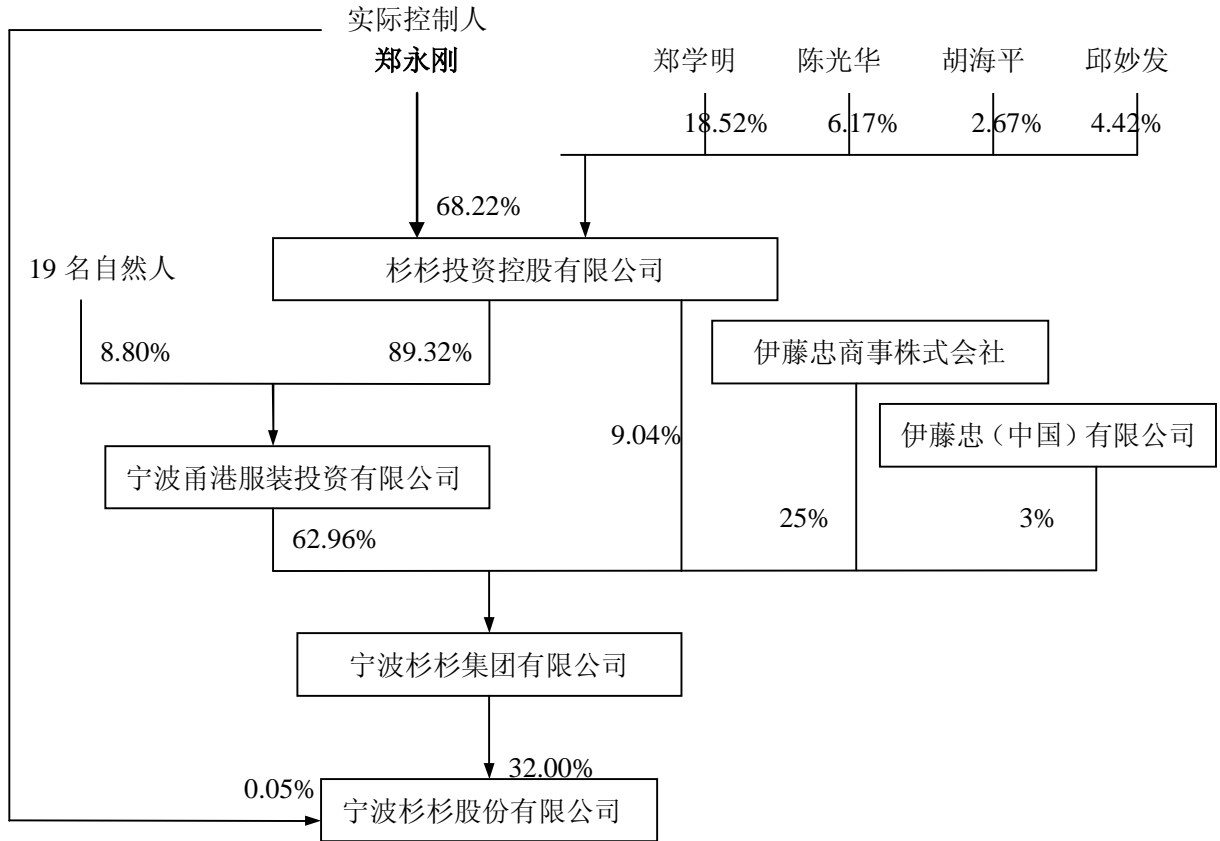 实际控制人
郑永刚
郑学明
陈光华
胡海平
邱妙发
18.52%
6.17%
2.67%
4.42%
68.22%
杉杉投资控股有限公司
19 名自然人
8.80%
89.32%
伊藤忠商事株式会社
9.04%
伊藤忠（中国）有限公司
宁波甬港服装投资有限公司
62.96%
25%
3%
宁波杉杉集团有限公司
32.00%
0.05%
宁波杉杉股份有限公司